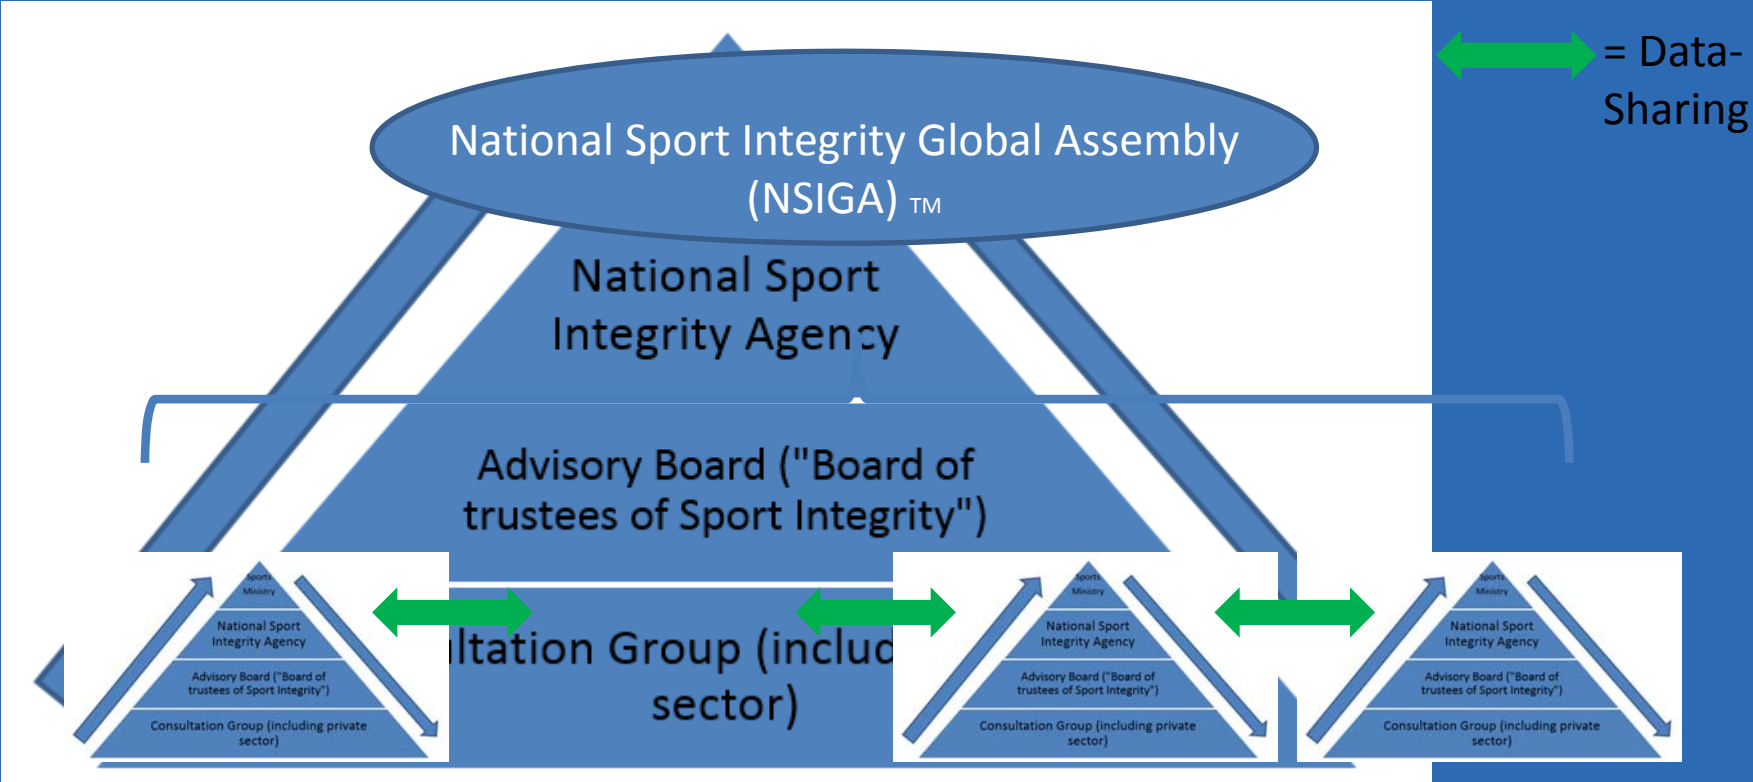 = Data-
Sharing
National Sport Integrity Global Assembly
(NSIGA) TM
National Sport
Integrity Agency
Advisory Board ("Board of
trustees of Sport Integrity")
Group (includ
sector)
Sports
Ministry
National Sport
Integrity Agency
Advisory Board ("Board of
trustees of Sport Integrity")
Consultation Group (including private
sector)
Sports
Ministry
National Sport
Integrity Agency
Advisory Board ("Board of
trustees of Sport Integrity")
Consultation Group (including private
sector)
Sports
Ministry
National Sport
Integrity Agency
Advisory Board ("Board of
trustees of Sport Integrity")
Consultation Group (including private
sector)